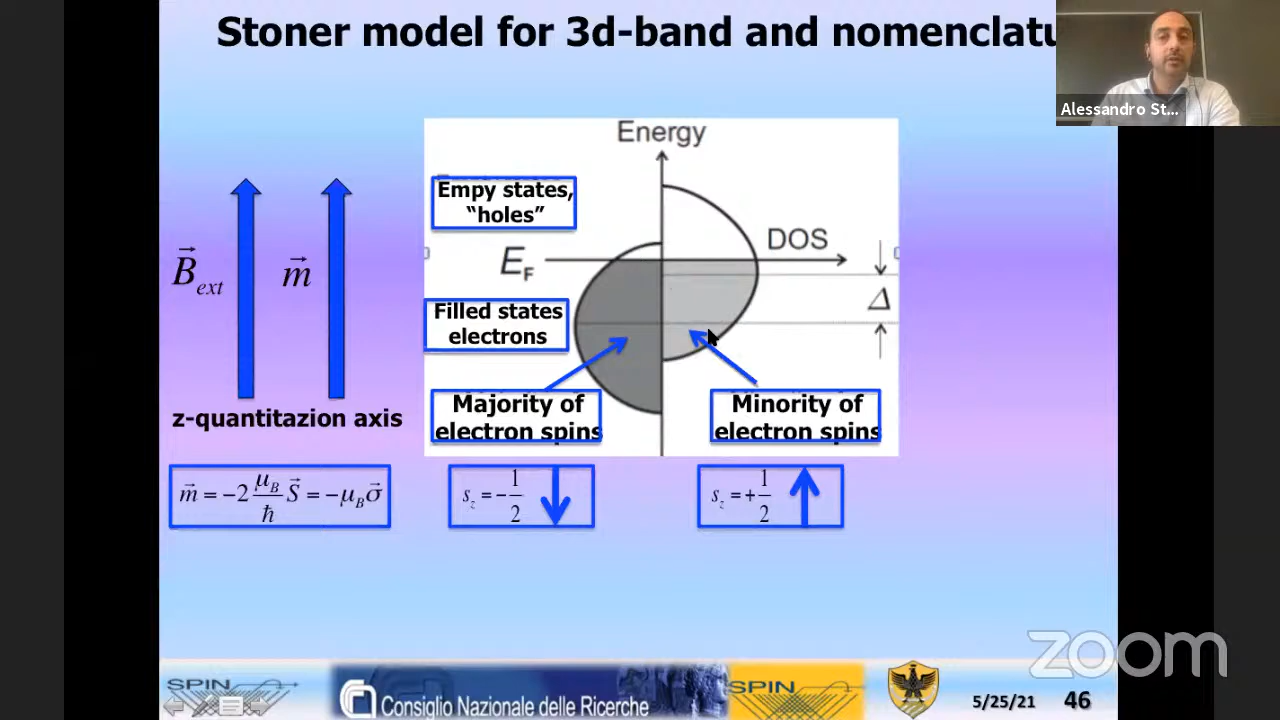 Stoner model for 3d-band and nomenclatu
Alessandro St...
Energy
Empy states,
“holes”
DOS
E_F
Δ
Filled states
electrons
B⃗_ext
m⃗
Majority of
electron spins
Minority of
electron spins
z-quantitazion axis
m⃗ = -2 μ_B/ħ S⃗ = -μ_B σ⃗
s_z = - 1/2
s_z = + 1/2
zoom
SPIN
Consiglio Nazionale delle Ricerche
SPIN
5/25/21
46